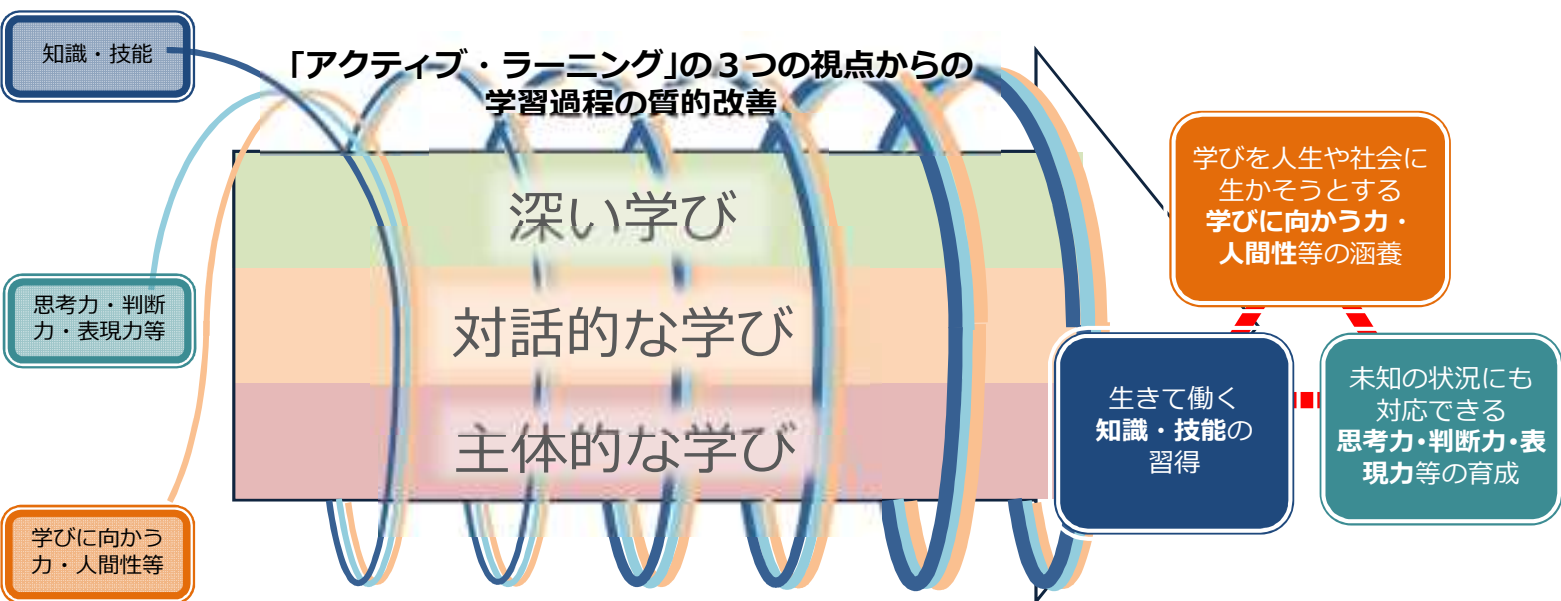 知識・技能
「アクティブ・ラーニング」の３つの視点からの
学習過程の質的改善
思考力・判断
力・表現力等
学びに向かう
力・人間性等
深い学び
対話的な学び
主体的な学び
学びを人生や社会に
生かそうとする
学びに向かう力・
人間性等の涵養
生きて働く
知識・技能の
習得
未知の状況にも
対応できる
思考力・判断力・表
現力等の育成